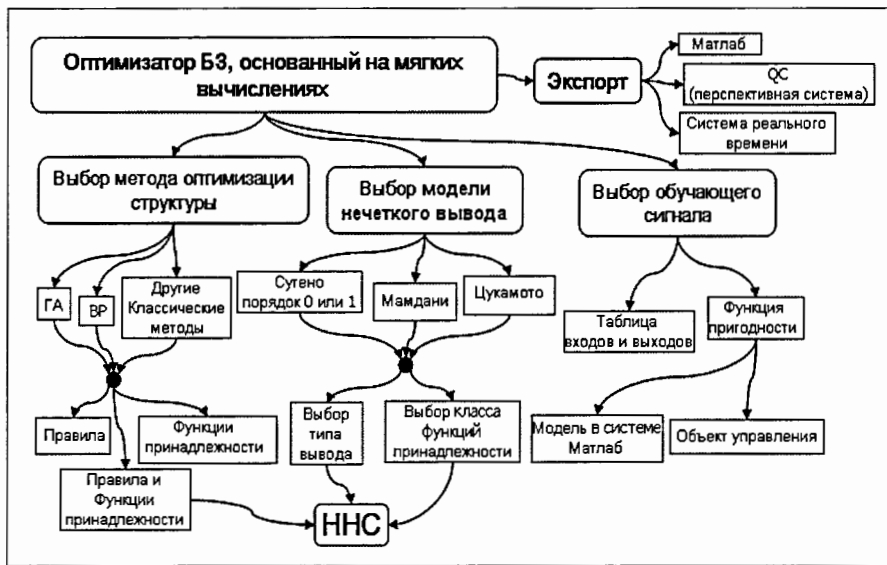 Оптимизатор БЗ, основанный на мягких
вычислениях
Экспорт
Матлаб
QC
(перспективная система)
Система реального
времени
Выбор метода оптимизации
структуры
Выбор модели
нечеткого вывода
Выбор обучающего
сигнала
ГА
ВР
Другие
Классические
методы
Сугено
порядок 0 или 1
Мамдани
Цукамото
Таблица
входов и выходов
Функция
пригодности
Правила
Функции
принадлежности
Правила и
Функции
принадлежности
Выбор
типа
вывода
Выбор класса
функций
принадлежности
Модель в системе
Матлаб
Объект управления
ННС